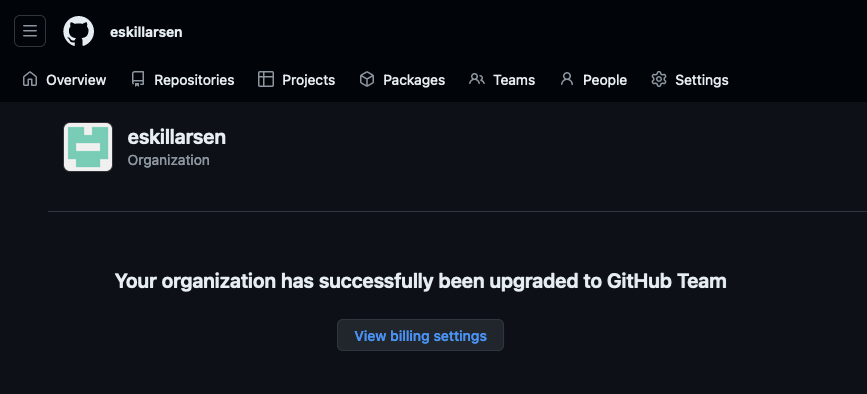 eskillarsen
Overview Repositories Projects Packages Teams People Settings
eskillarsen
Organization
Your organization has successfully been upgraded to GitHub Team
View billing settings